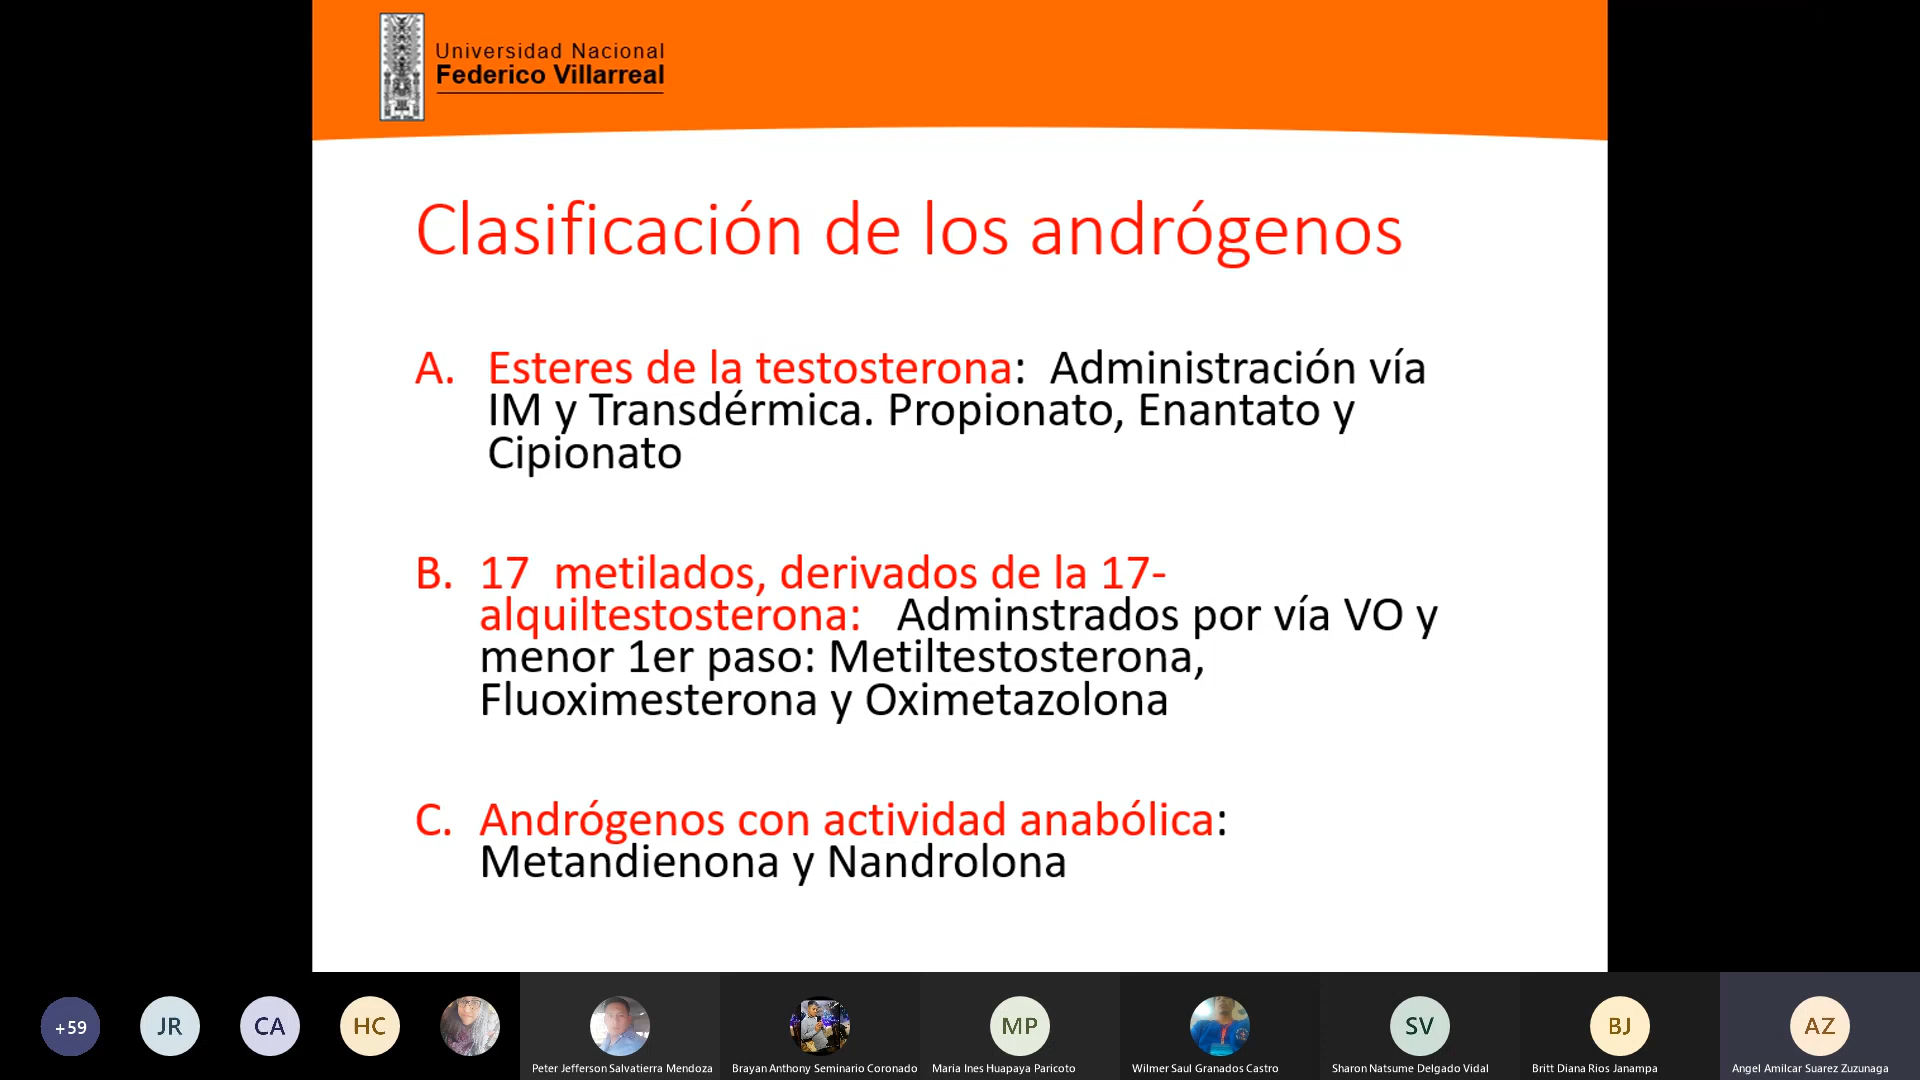 Universidad Nacional
Federico Villarreal
Clasificación de los andrógenos
A. Esteres de la testosterona: Administración vía
IM y Transdérmica. Propionato, Enantato y
Cipionato
B. 17 metilados, derivados de la 17-
alquiltestosterona: Adminstrados por vía VO y
menor 1er paso: Metiltestosterona,
Fluoximesterona y Oximetazolona
C. Andrógenos con actividad anabólica:
Metandienona y Nandrolona
+59
JR
CA
HC
MP
SV
BJ
AZ
Peter Jefferson Salvatierra Mendoza
Brayan Anthony Seminario Coronado
Maria Ines Huapaya Paricoto
Wilmer Saul Granados Castro
Sharon Natsume Delgado Vidal
Britt Diana Rios Janampa
Angel Amilcar Suarez Zuzunaga